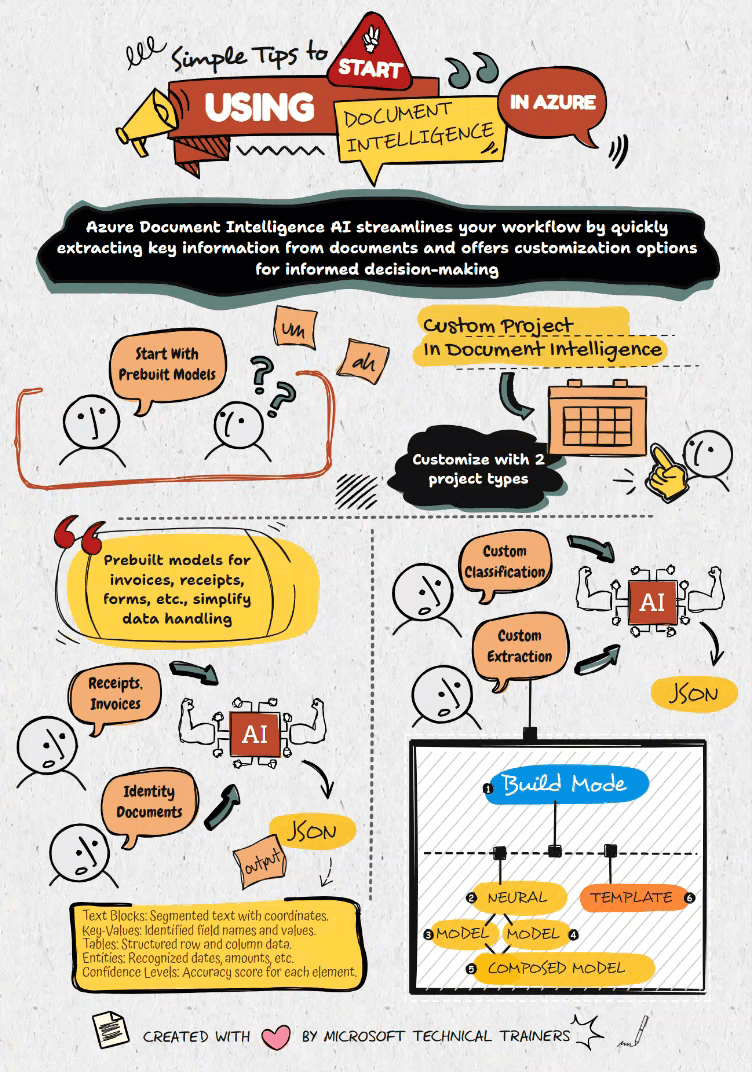 Simple Tips to
START
USING
DOCUMENT
INTELLIGENCE
IN AZURE
Azure Document Intelligence AI streamlines your workflow by quickly
extracting key information from documents and offers customization options
for informed decision-making
um
ah
Start With
Prebuilt Models
Custom Project
In Document Intelligence
Customize with 2
project types
Prebuilt models for
invoices, receipts,
forms, etc., simplify
data handling
Receipts,
Invoices
AI
Identity
Documents
JSON
output
Text Blocks: Segmented text with coordinates.
Key-Values: Identified field names and values.
Tables: Structured row and column data.
Entities: Recognized dates, amounts, etc.
Confidence Levels: Accuracy score for each element.
Custom
Classification
AI
Custom
Extraction
JSON
1 Build Mode
2 NEURAL
TEMPLATE 6
3 MODEL
MODEL 4
5 COMPOSED MODEL
CREATED WITH BY MICROSOFT TECHNICAL TRAINERS